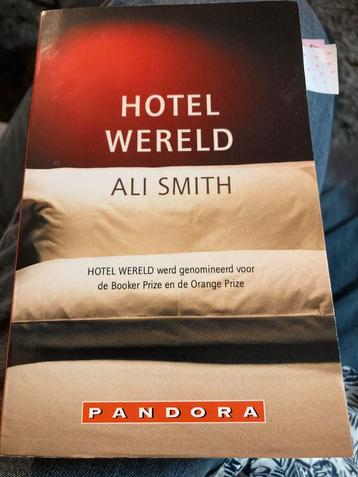 HOTEL
WERELD
ALI SMITH
HOTEL WERELD werd genomineerd voor
de Booker Prize en de Orange Prize
PANDORA